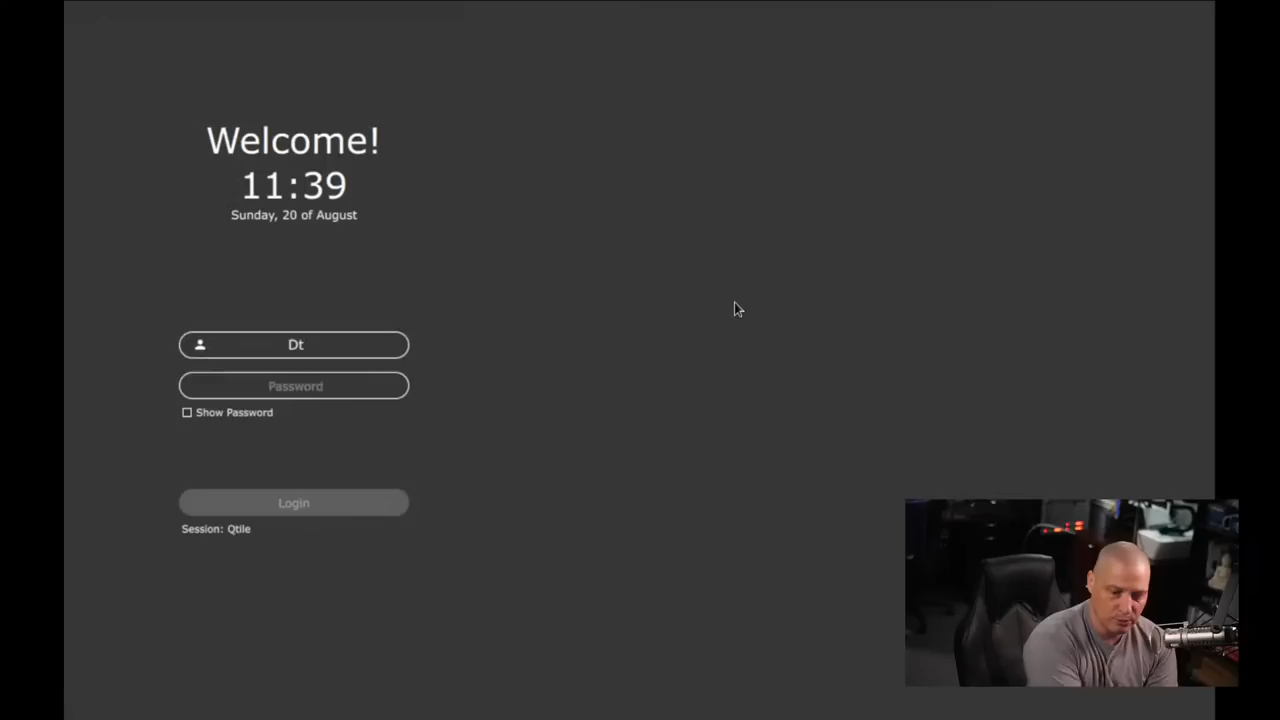 Welcome!
11:39
Sunday, 20 of August
Dt
Password
Show Password
Login
Session: Qtile